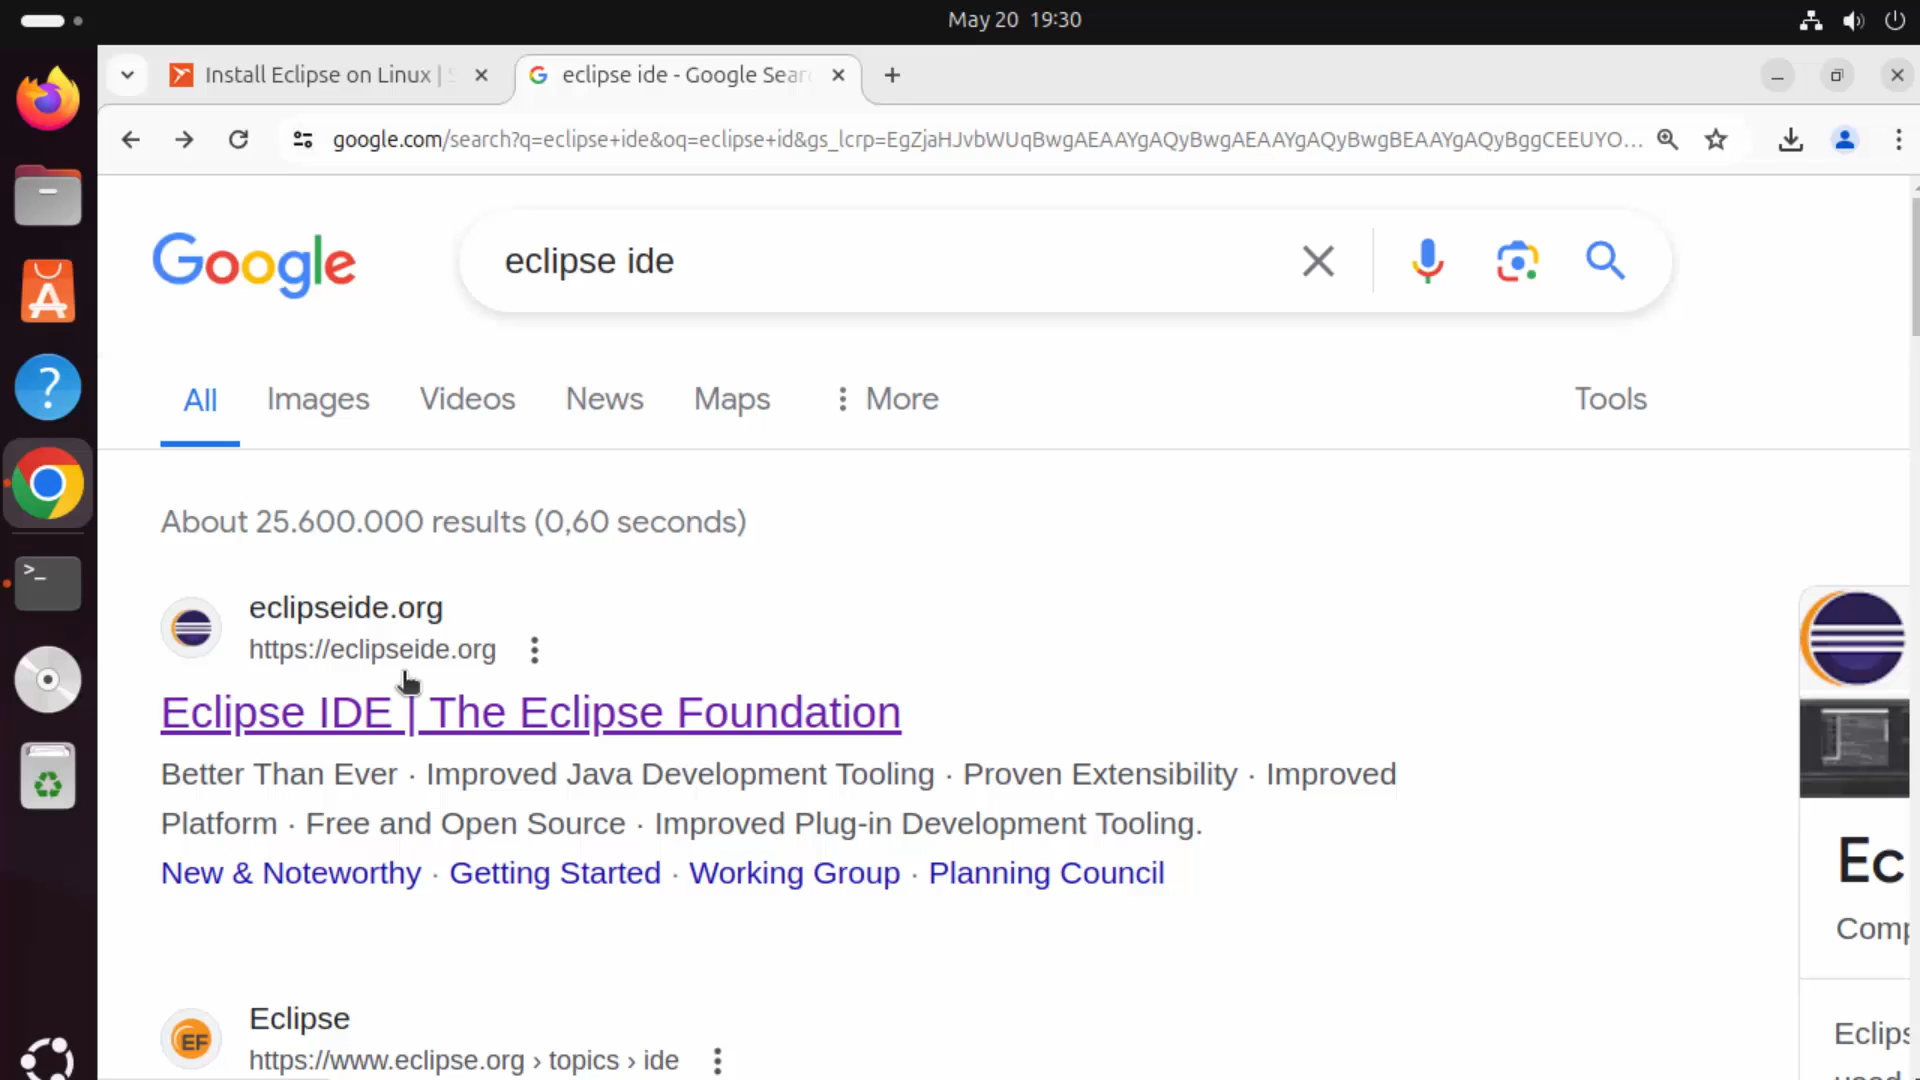 May 20 19:30
Install Eclipse on Linux |
eclipse ide - Google Sear
google.com/search?q=eclipse+ide&oq=eclipse+id&gs_lcrp=EgZjaHJvbWUqBwgAEAAYgAQyBwgAEAAYgAQyBwgBEAAYgAQyBggCEEUYO...
Google
eclipse ide
All
Images
Videos
News
Maps
More
Tools
About 25.600.000 results (0,60 seconds)
eclipseide.org
https://eclipseide.org
Eclipse IDE | The Eclipse Foundation
Better Than Ever · Improved Java Development Tooling · Proven Extensibility · Improved
Platform · Free and Open Source · Improved Plug-in Development Tooling.
New & Noteworthy · Getting Started · Working Group · Planning Council
Ec
Comp
EF
Eclipse
https://www.eclipse.org › topics › ide
Eclips